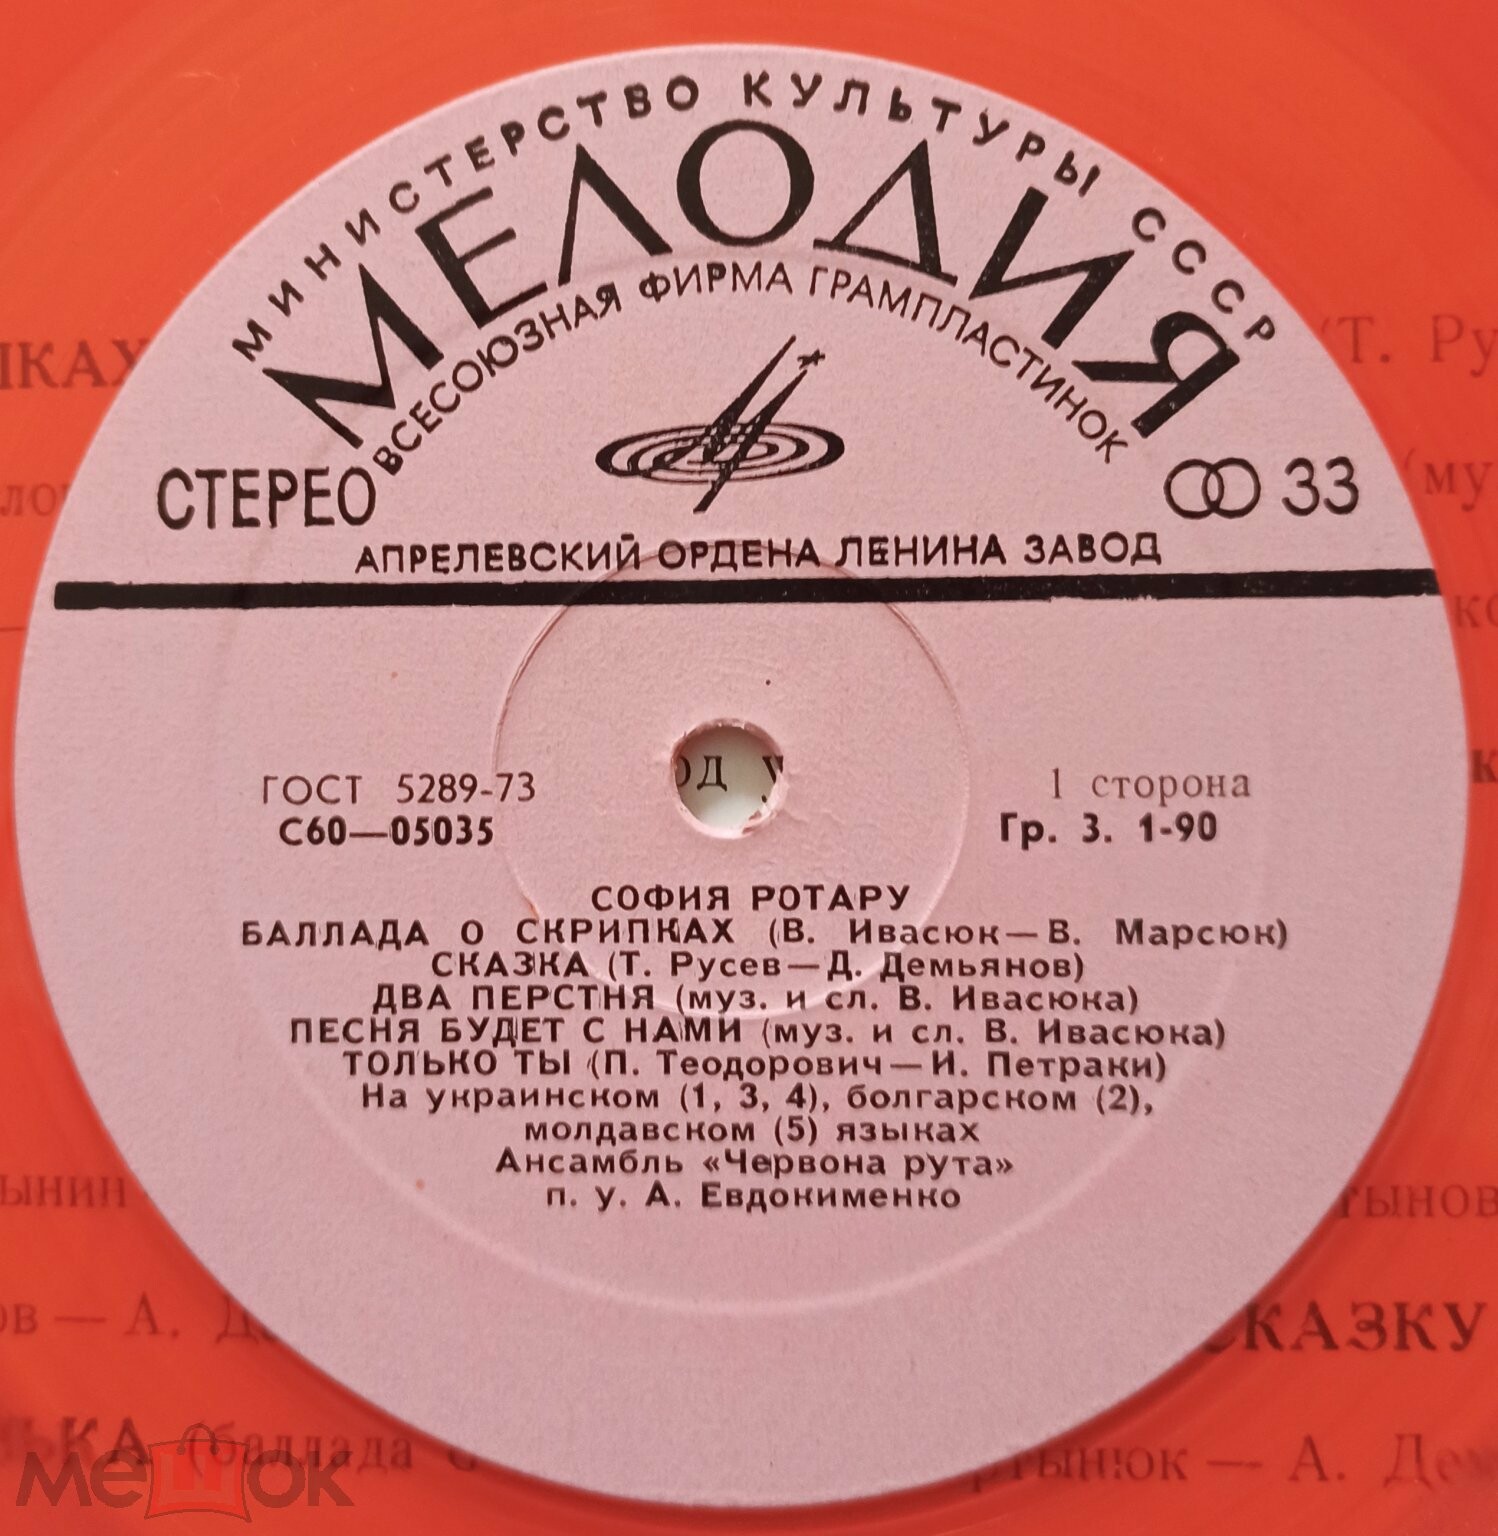 МИНИСТЕРСТВО КУЛЬТУРЫ СССР
МЕЛОДИЯ
ВСЕСОЮЗНАЯ ФИРМА ГРАМПЛАСТИНОК
СТЕРЕО
33
АПРЕЛЕВСКИЙ ОРДЕНА ЛЕНИНА ЗАВОД
ГОСТ 5289-73
1 сторона
С60—05035
Гр. 3. 1-90
СОФИЯ РОТАРУ
БАЛЛАДА О СКРИПКАХ (В. Ивасюк—В. Марсюк)
СКАЗКА (Т. Русев—Д. Демьянов)
ДВА ПЕРСТНЯ (муз. и сл. В. Ивасюка)
ПЕСНЯ БУДЕТ С НАМИ (муз. и сл. В. Ивасюка)
ТОЛЬКО ТЫ (П. Теодорович—И. Петраки)
На украинском (1, 3, 4), болгарском (2),
молдавском (5) языках
Ансамбль «Червона рута»
п. у. А. Евдокименко
СКАЗКУ
(баллада
— А.
мешок